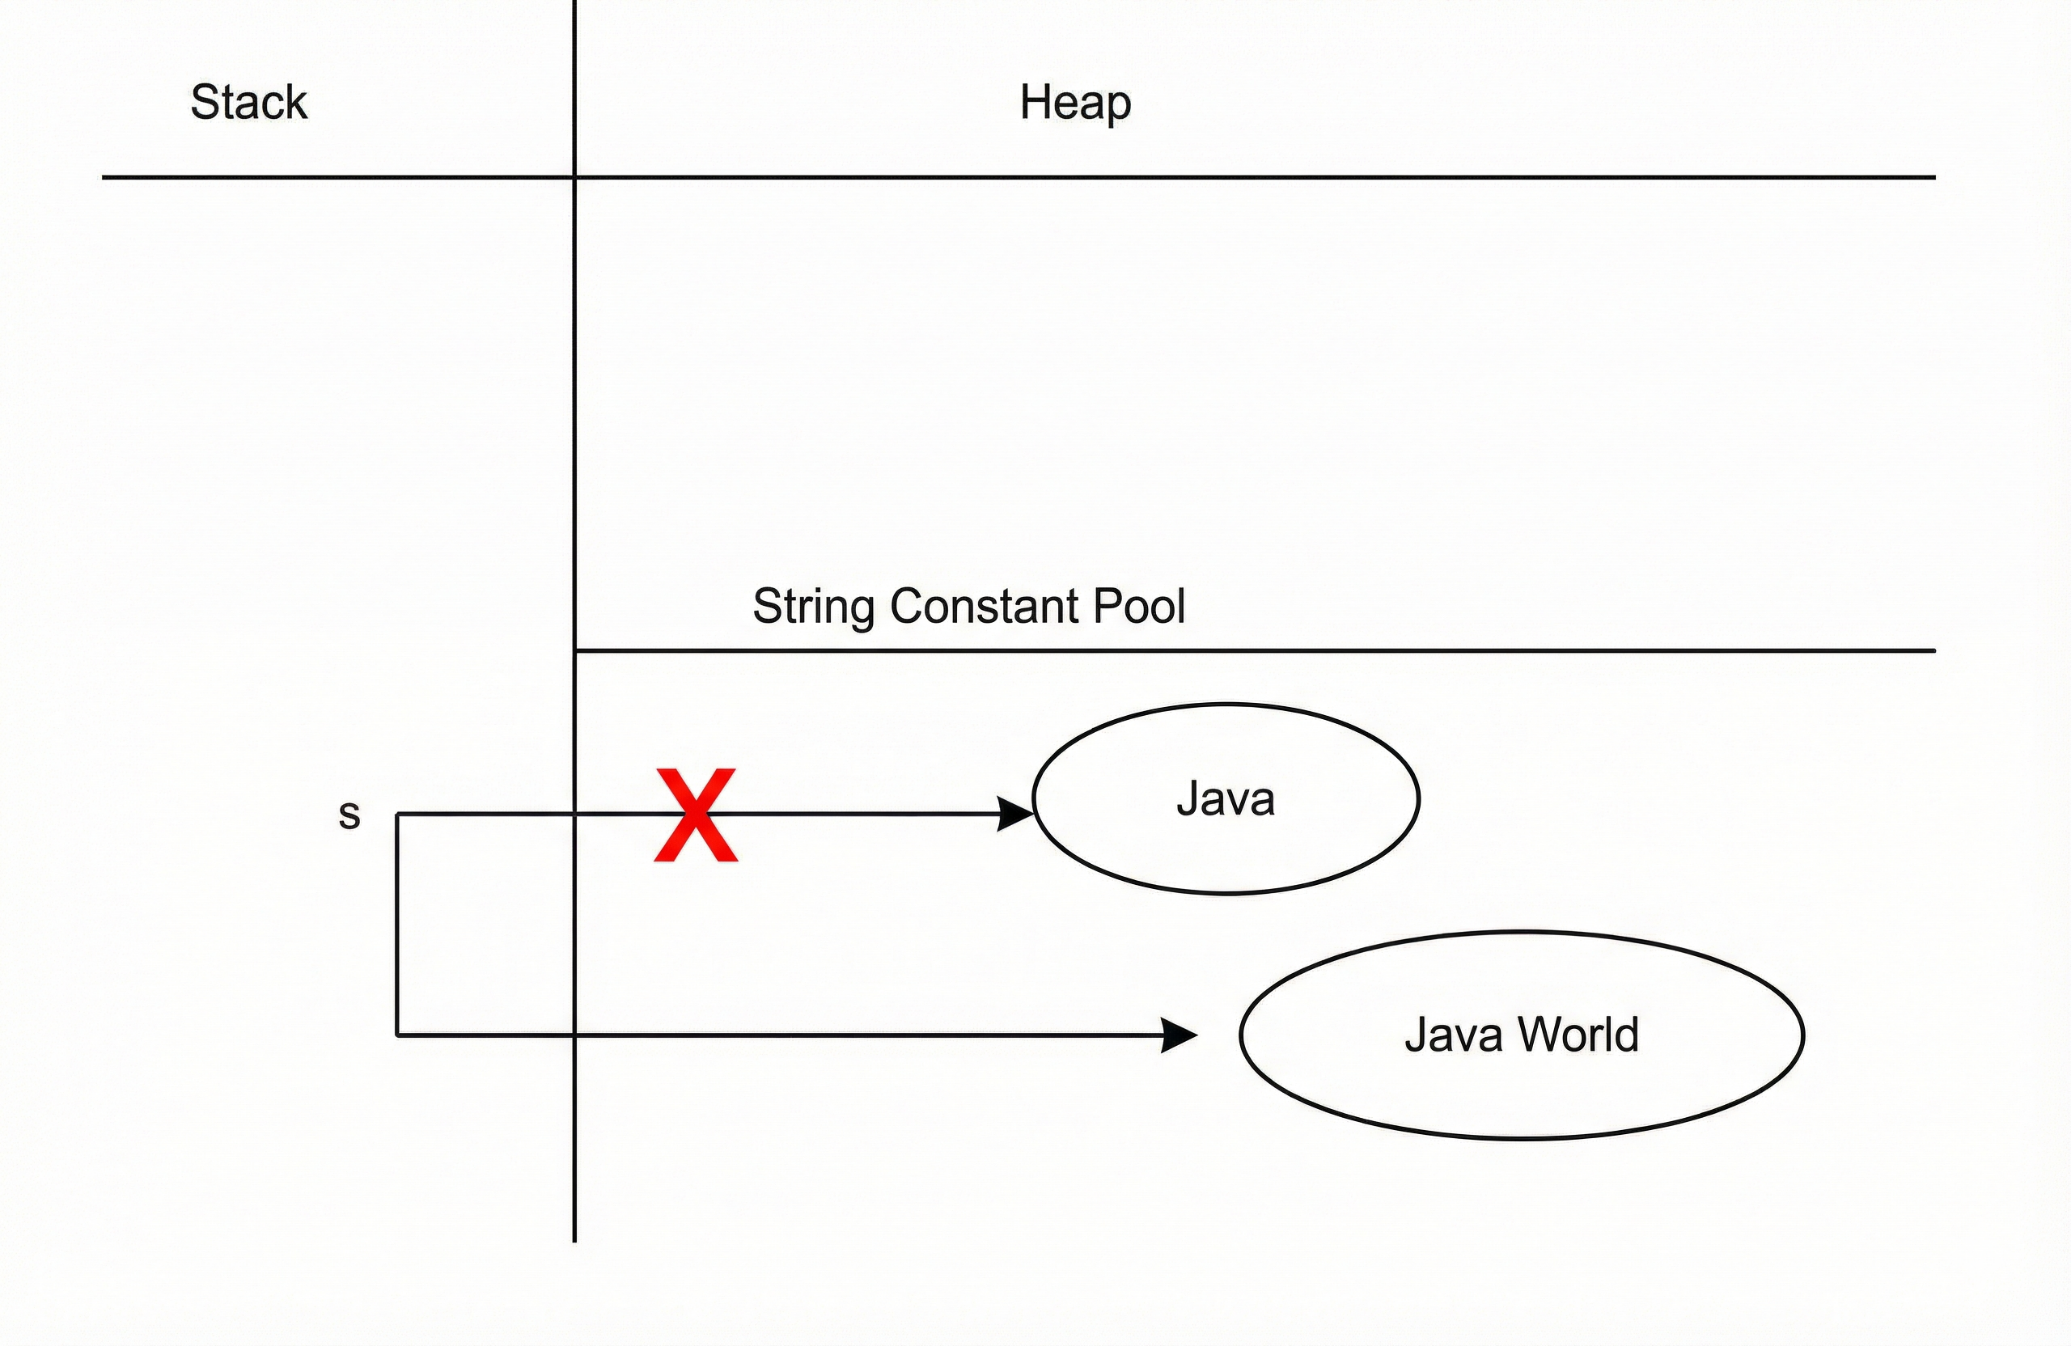 Stack
Heap
String Constant Pool
s
X
Java
Java World